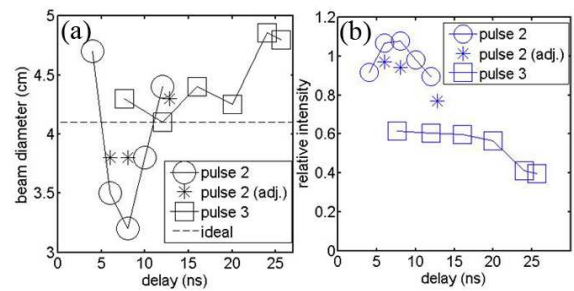 (a)
beam diameter (cm)
5
4.5
4
3.5
3
pulse 2
pulse 2 (adj.)
pulse 3
ideal
0
5
10
15
20
25
delay (ns)
(b)
relative intensity
1.4
1.2
1
0.8
0.6
0.4
0.2
0
pulse 2
pulse 2 (adj.)
pulse 3
0
5
10
15
20
25
delay (ns)